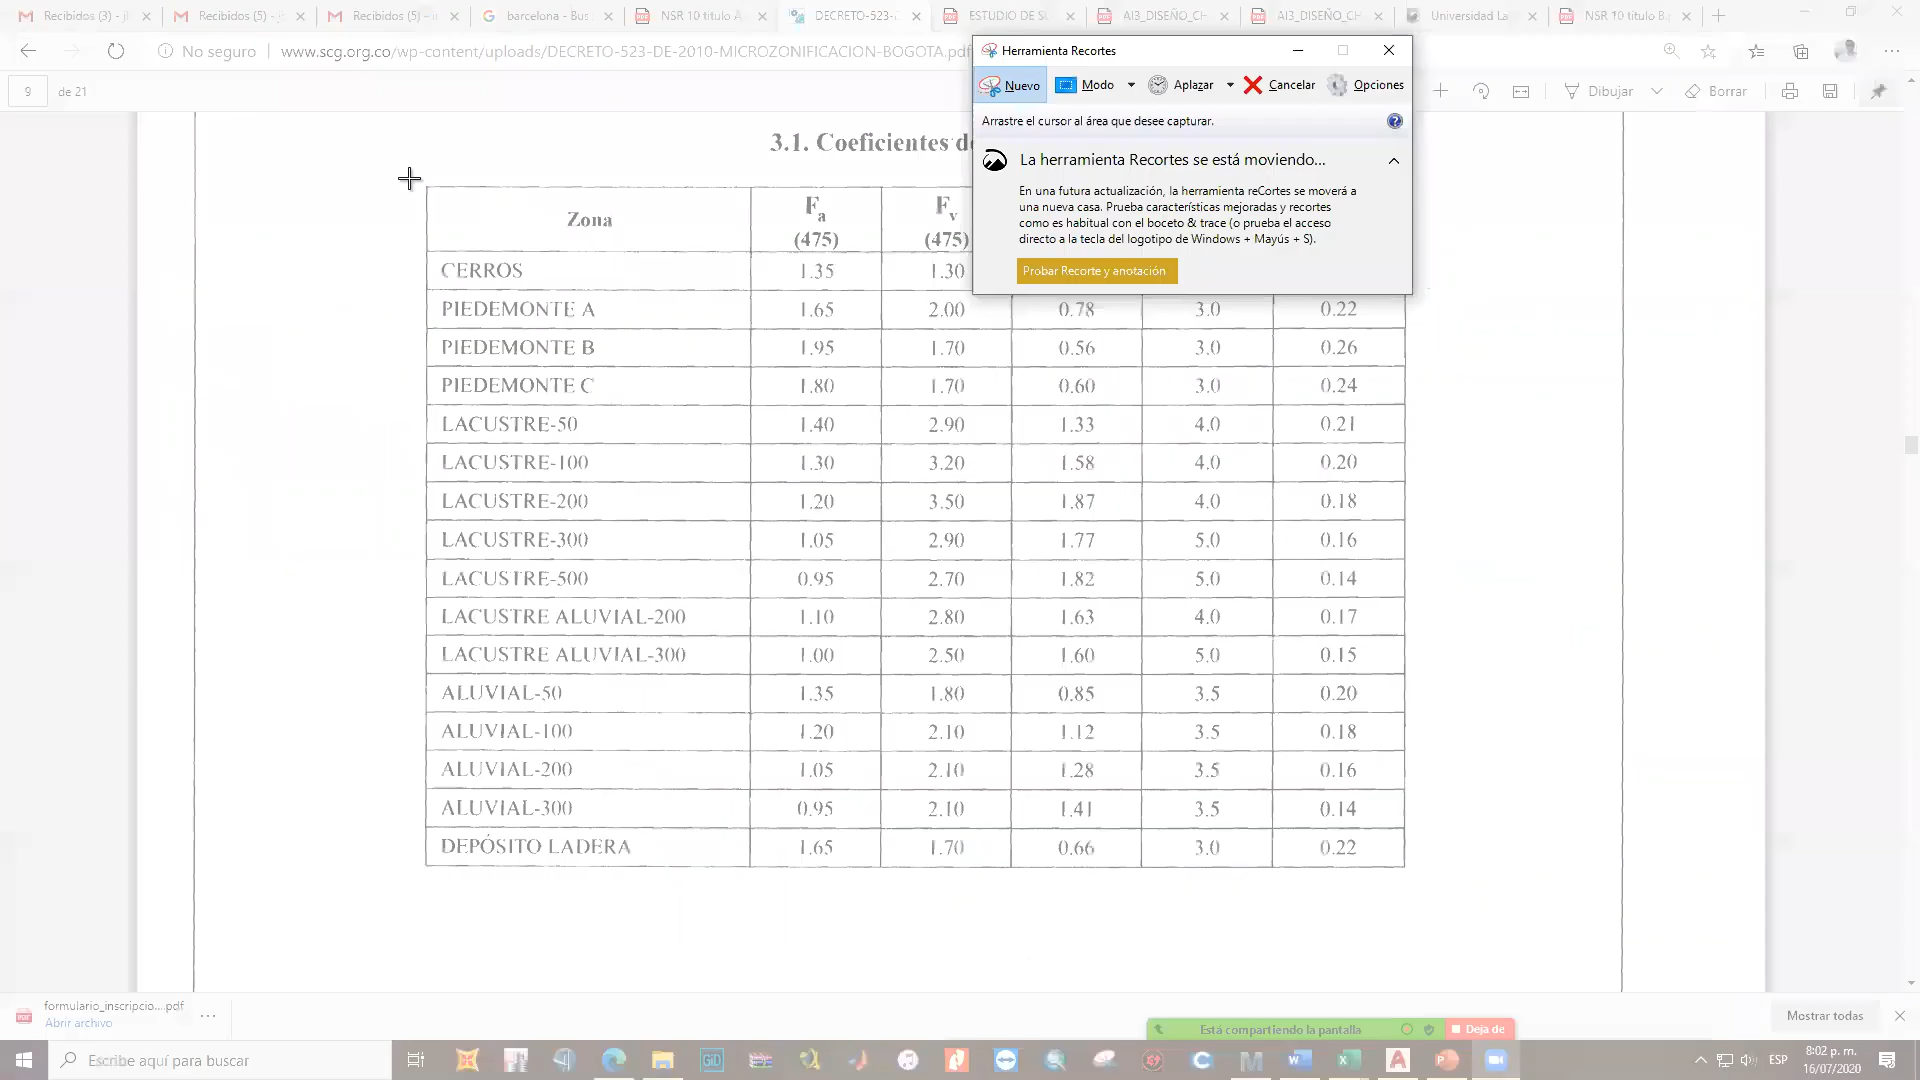 Recibidos (3) - jl
Recibidos (5) -
Recibidos (5) -
barcelona - Bus
NSR 10 titulo A
DECRETO-523-
ESTUDIO DE SU
AI3_DISEÑO_CH
AI3_DISEÑO_CH
Universidad La
NSR 10 titulo B.p
No seguro
www.scg.org.co/wp-content/uploads/DECRETO-523-DE-2010-MICROZONIFICACION-BOGOTA.pdf
9 de 21
Dibujar
Borrar
Herramienta Recortes
Nuevo Modo Aplazar Cancelar Opciones
Arrastre el cursor al área que desee capturar.
La herramienta Recortes se está moviendo...
En una futura actualización, la herramienta reCortes se moverá a
una nueva casa. Prueba características mejoradas y recortes
como es habitual con el boceto & trace (o prueba el acceso
directo a la tecla del logotipo de Windows + Mayús + S).
Probar Recorte y anotación
3.1. Coeficientes d
Zona Fa (475) Fv (475)
CERROS 1.35 1.30
PIEDEMONTE A 1.65 2.00 0.78 3.0 0.22
PIEDEMONTE B 1.95 1.70 0.56 3.0 0.26
PIEDEMONTE C 1.80 1.70 0.60 3.0 0.24
LACUSTRE-50 1.40 2.90 1.33 4.0 0.21
LACUSTRE-100 1.30 3.20 1.58 4.0 0.20
LACUSTRE-200 1.20 3.50 1.87 4.0 0.18
LACUSTRE-300 1.05 2.90 1.77 5.0 0.16
LACUSTRE-500 0.95 2.70 1.82 5.0 0.14
LACUSTRE ALUVIAL-200 1.10 2.80 1.63 4.0 0.17
LACUSTRE ALUVIAL-300 1.00 2.50 1.60 5.0 0.15
ALUVIAL-50 1.35 1.80 0.85 3.5 0.20
ALUVIAL-100 1.20 2.10 1.12 3.5 0.18
ALUVIAL-200 1.05 2.10 1.28 3.5 0.16
ALUVIAL-300 0.95 2.10 1.41 3.5 0.14
DEPÓSITO LADERA 1.65 1.70 0.66 3.0 0.22
formulario_inscripcio....pdf
Abrir archivo
Mostrar todas
Está compartiendo la pantalla
Deja de
Escribe aquí para buscar
GiD
ESP
8:02 p. m.
16/07/2020